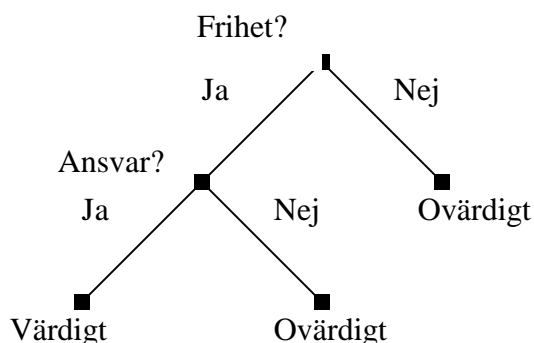 Frihet?
Ja Nej
Ansvar?
Ja Nej Ovärdigt
Värdigt Ovärdigt